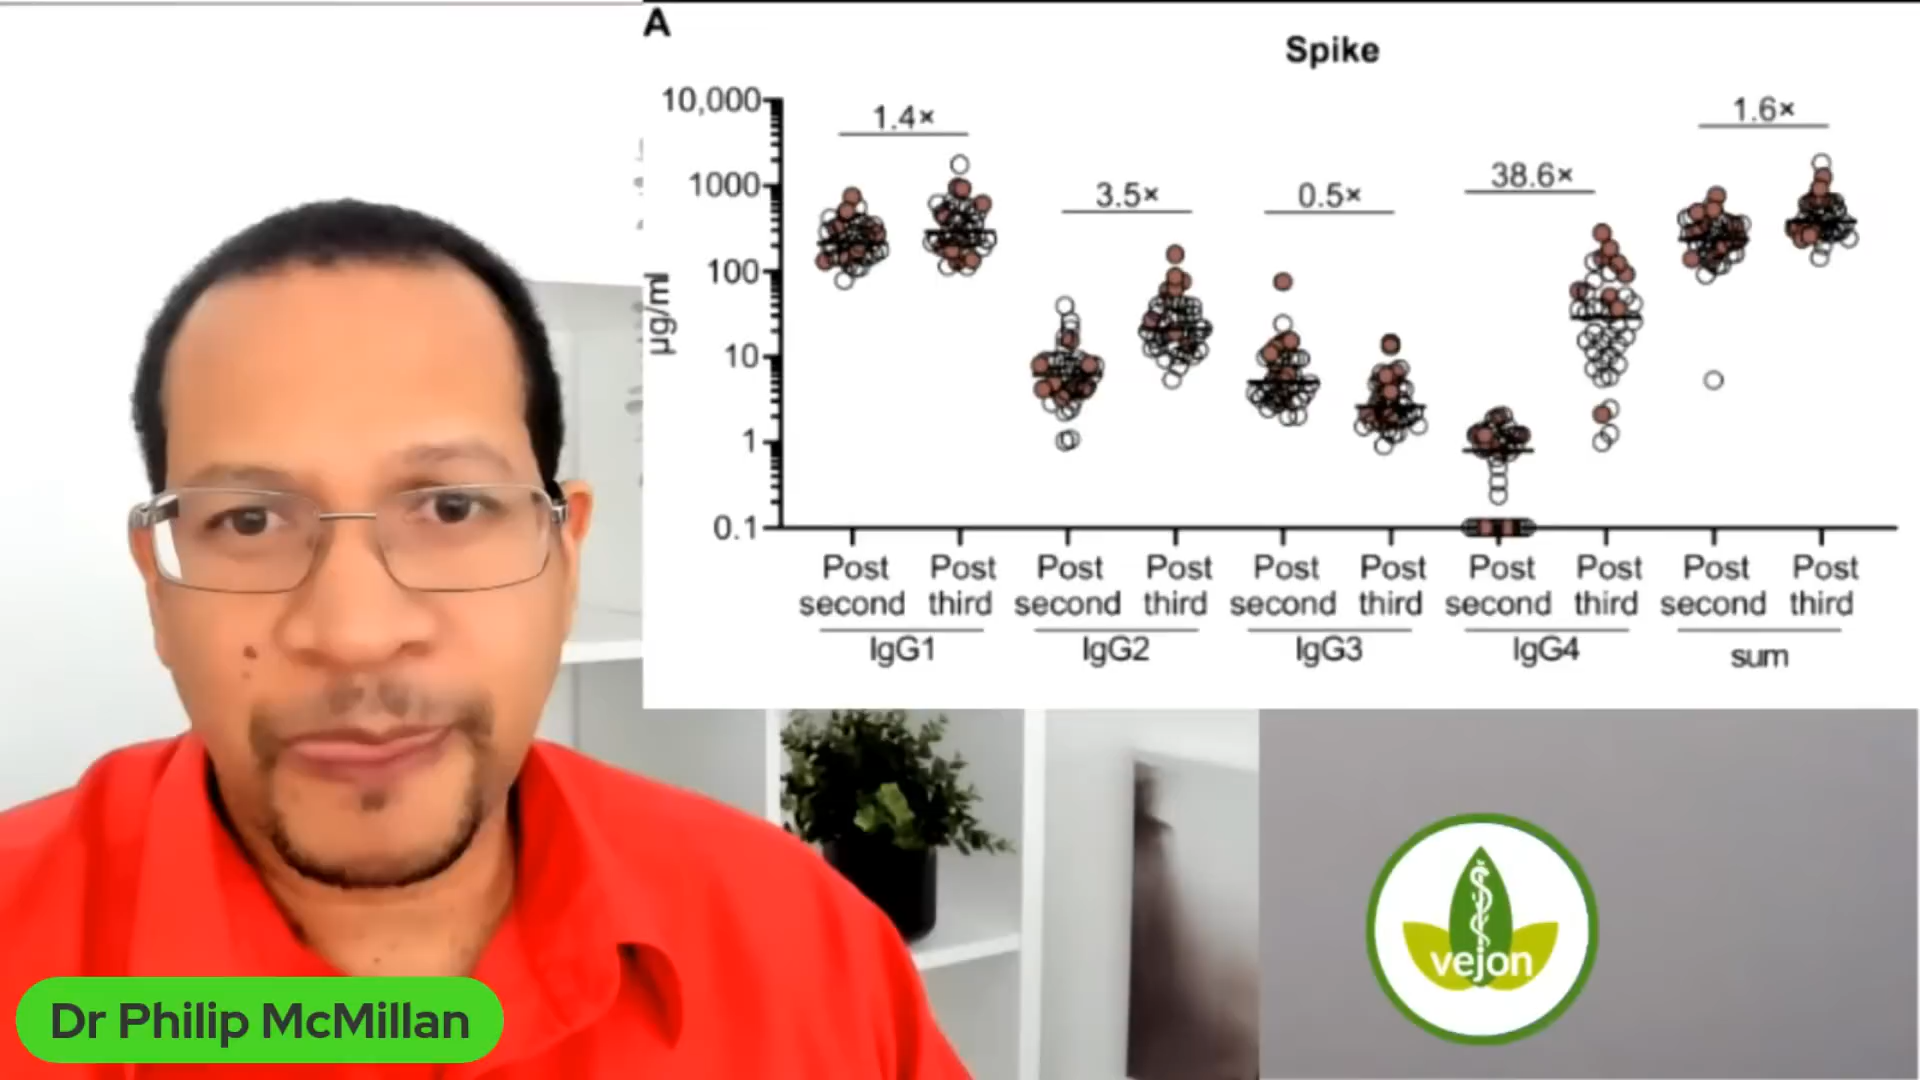 A
Spike
10,000
1000
100
10
1
0.1
µg/ml
1.4×
3.5×
0.5×
38.6×
1.6×
Post second
Post third
Post second
Post third
Post second
Post third
Post second
Post third
Post second
Post third
IgG1
IgG2
IgG3
IgG4
sum
vejon
Dr Philip McMillan